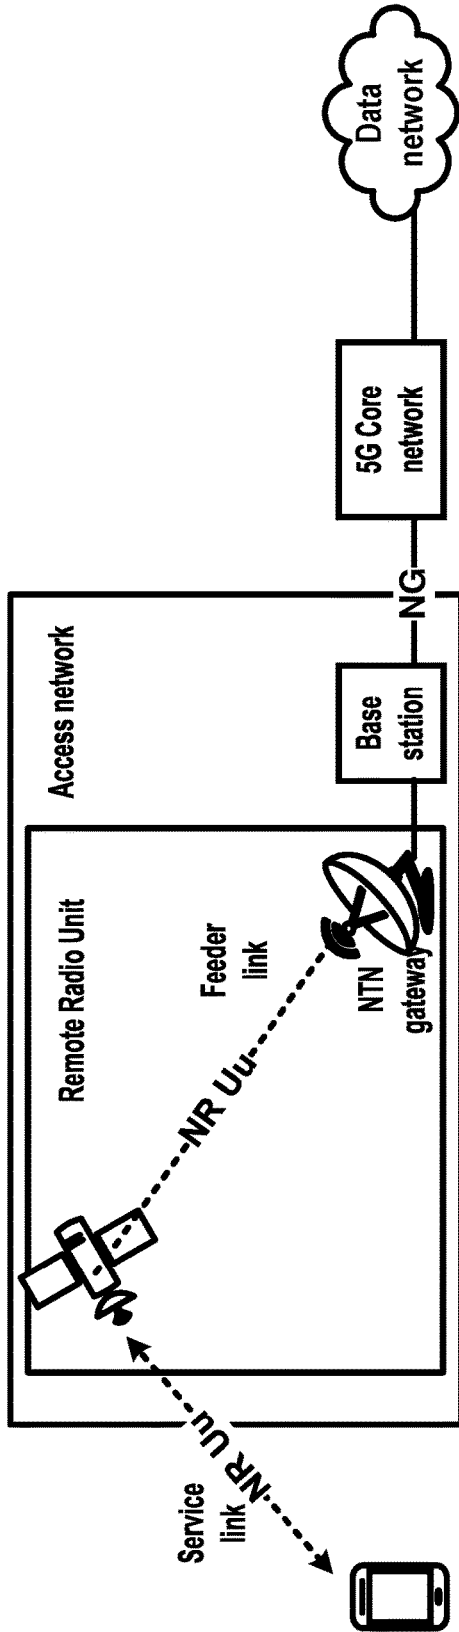 Access network
Remote Radio Unit
Service
link
NR Uu
NR Uu
Feeder
link
NTN
gateway
Base
station
NG
5G Core
network
Data
network